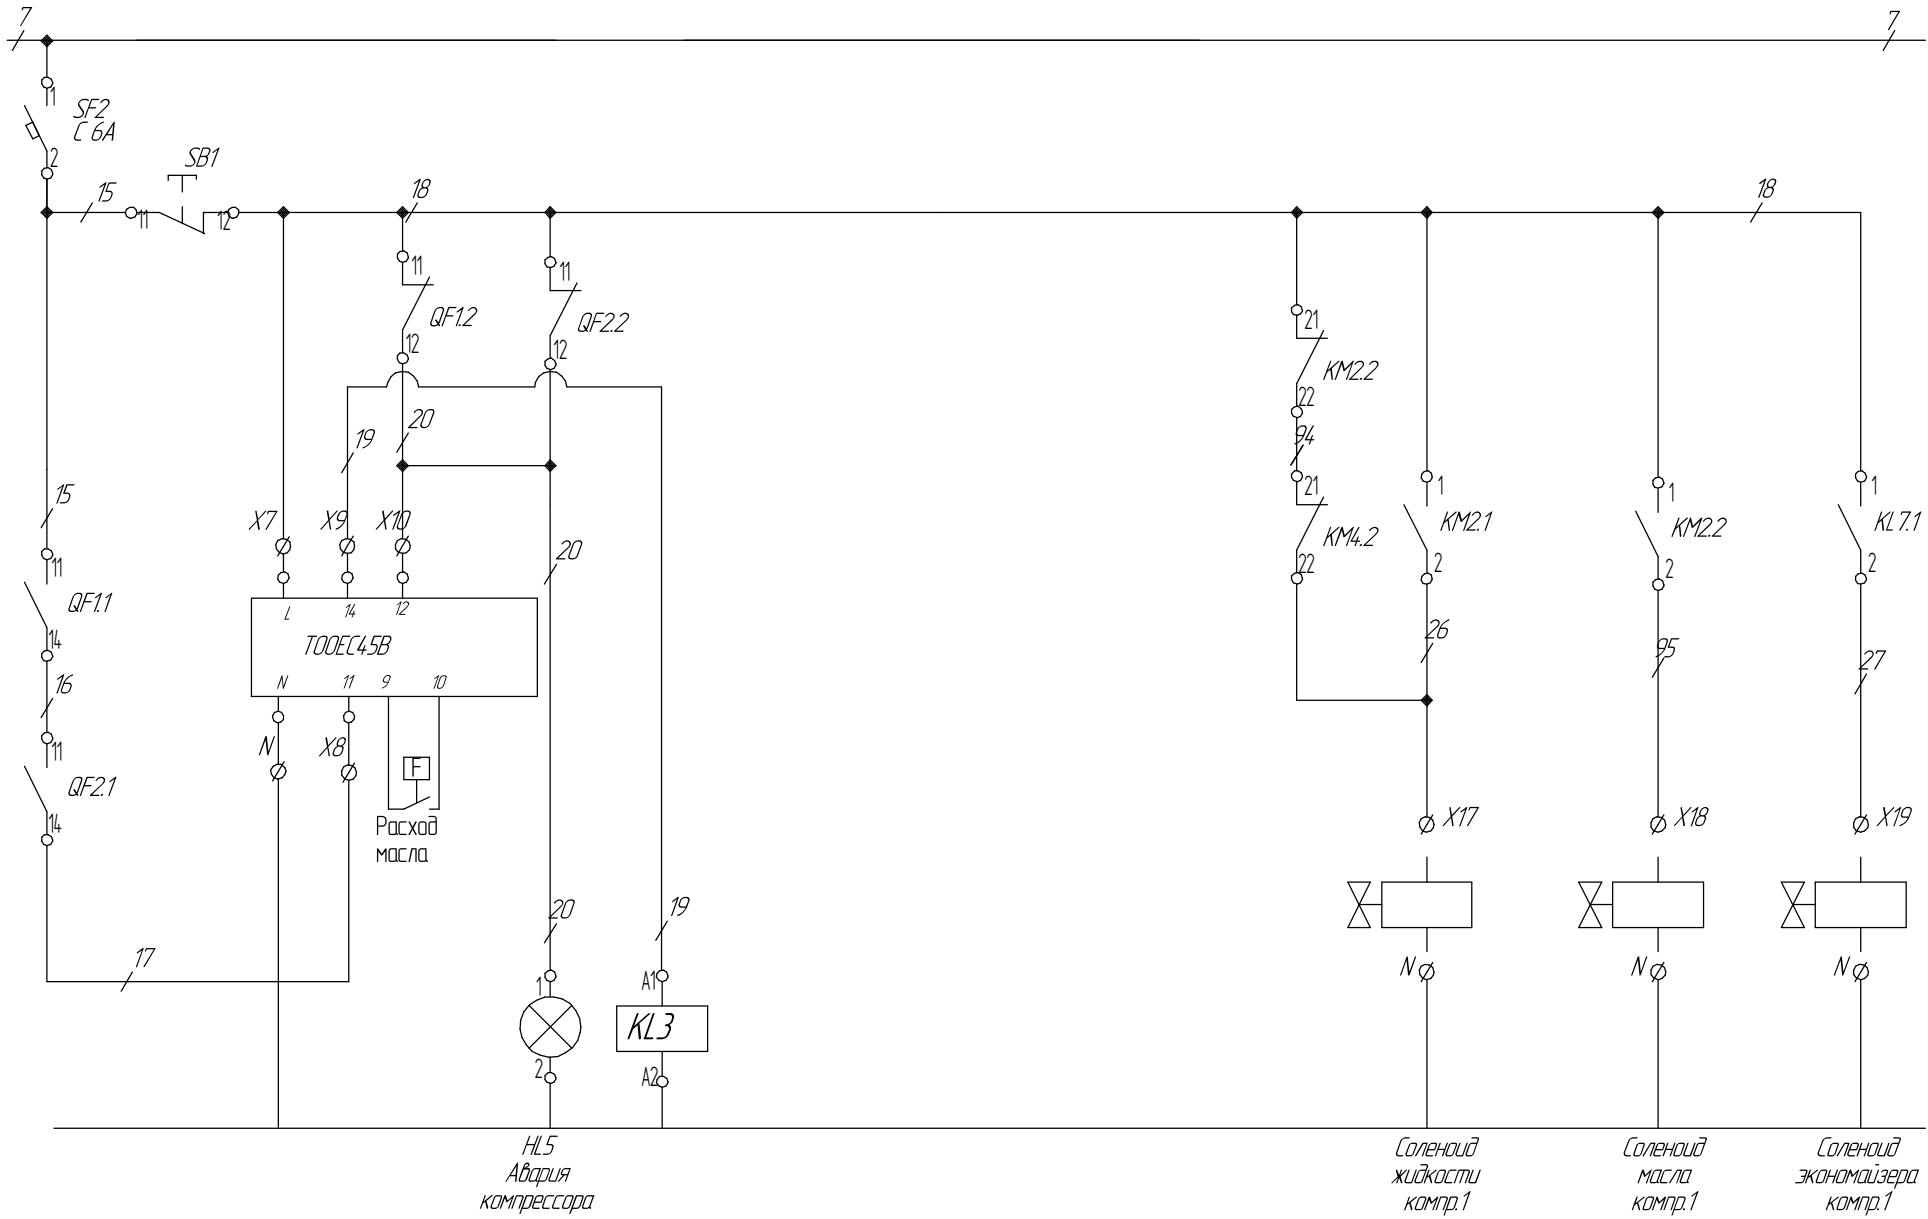 7
7
1
SF2
C 6A
2
SB1
15
11
12
18
18
11
QF1.2
12
11
QF2.2
12
21
KM2.2
22
94
19
20
15
21
KM4.2
22
1
KM2.1
2
1
KM2.2
2
1
KL7.1
2
X7
X9
X10
20
11
QF1.1
14
L
14
12
T00EC45B
N
11
9
10
26
95
27
16
11
QF2.1
14
N
X8
F
Расход
масла
X17
X18
X19
20
19
17
1
A1
KL3
2
A2
N
N
N
HL5
Авария
компрессора
Соленоид
жидкости
компр.1
Соленоид
масла
компр.1
Соленоид
экономайзера
компр.1